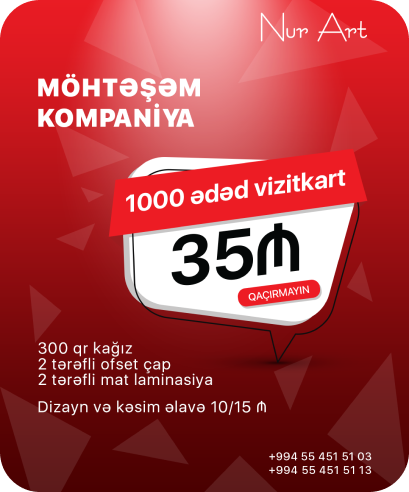 Nur Art
MÖHTƏŞƏM
KOMPANİYA
1000 ədəd vizitkart
35₼
QAÇIRMAYIN
300 qr kağız
2 tərəfli ofset çap
2 tərəfli mat laminasiya
Dizayn və kəsim əlavə 10/15 ₼
+994 55 451 51 03
+994 55 451 51 13